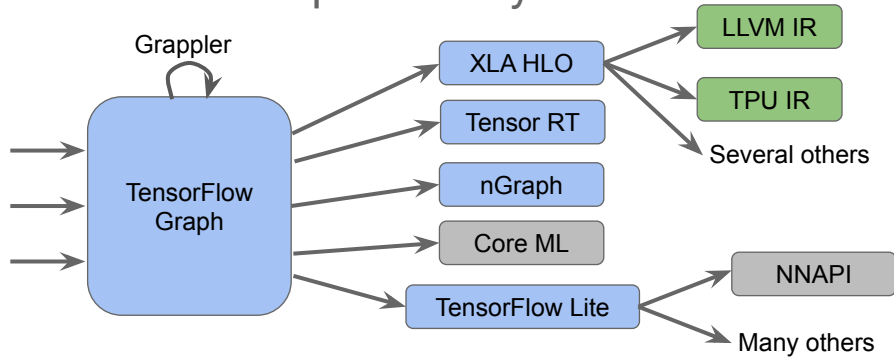 Grappler
TensorFlow
Graph
XLA HLO
Tensor RT
nGraph
Core ML
TensorFlow Lite
LLVM IR
TPU IR
Several others
NNAPI
Many others